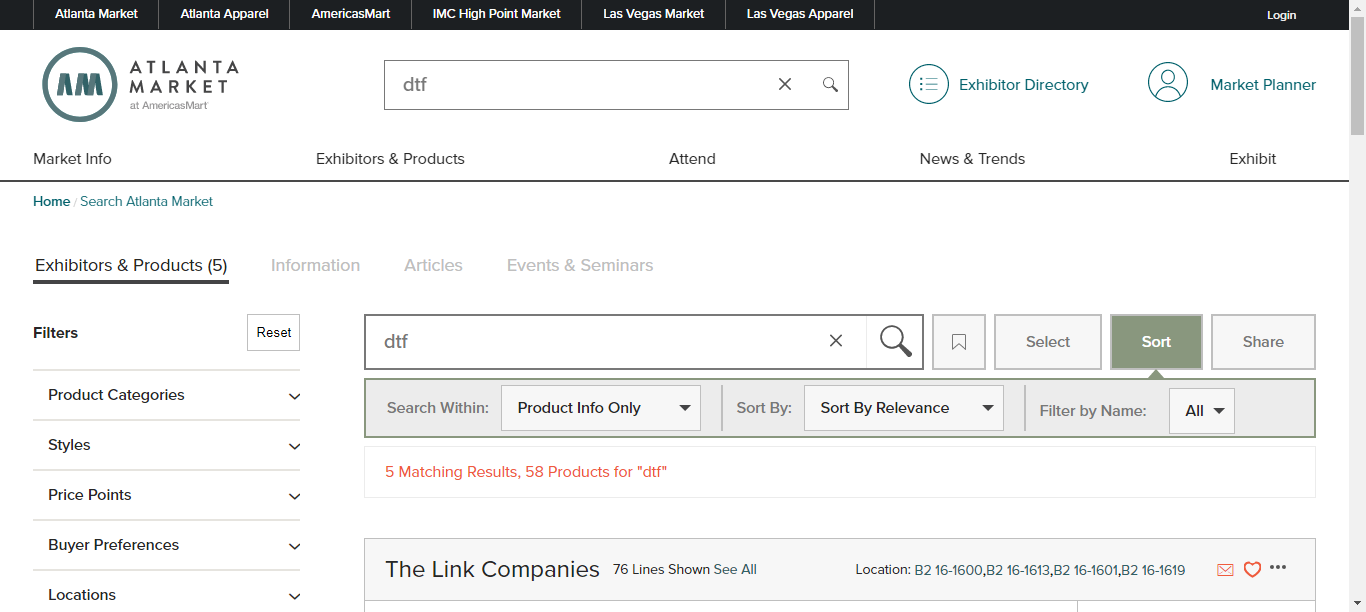 Atlanta Market Atlanta Apparel AmericasMart IMC High Point Market Las Vegas Market Las Vegas Apparel Login
ATLANTA
MARKET
at AmericasMart
dtf
Exhibitor Directory
Market Planner
Market Info Exhibitors & Products Attend News & Trends Exhibit
Home / Search Atlanta Market
Exhibitors & Products (5) Information Articles Events & Seminars
Filters Reset
Product Categories
Styles
Price Points
Buyer Preferences
Locations
dtf Select Sort Share
Search Within: Product Info Only Sort By: Sort By Relevance Filter by Name: All
5 Matching Results, 58 Products for "dtf"
The Link Companies 76 Lines Shown See All Location: B2 16-1600,B2 16-1613,B2 16-1601,B2 16-1619